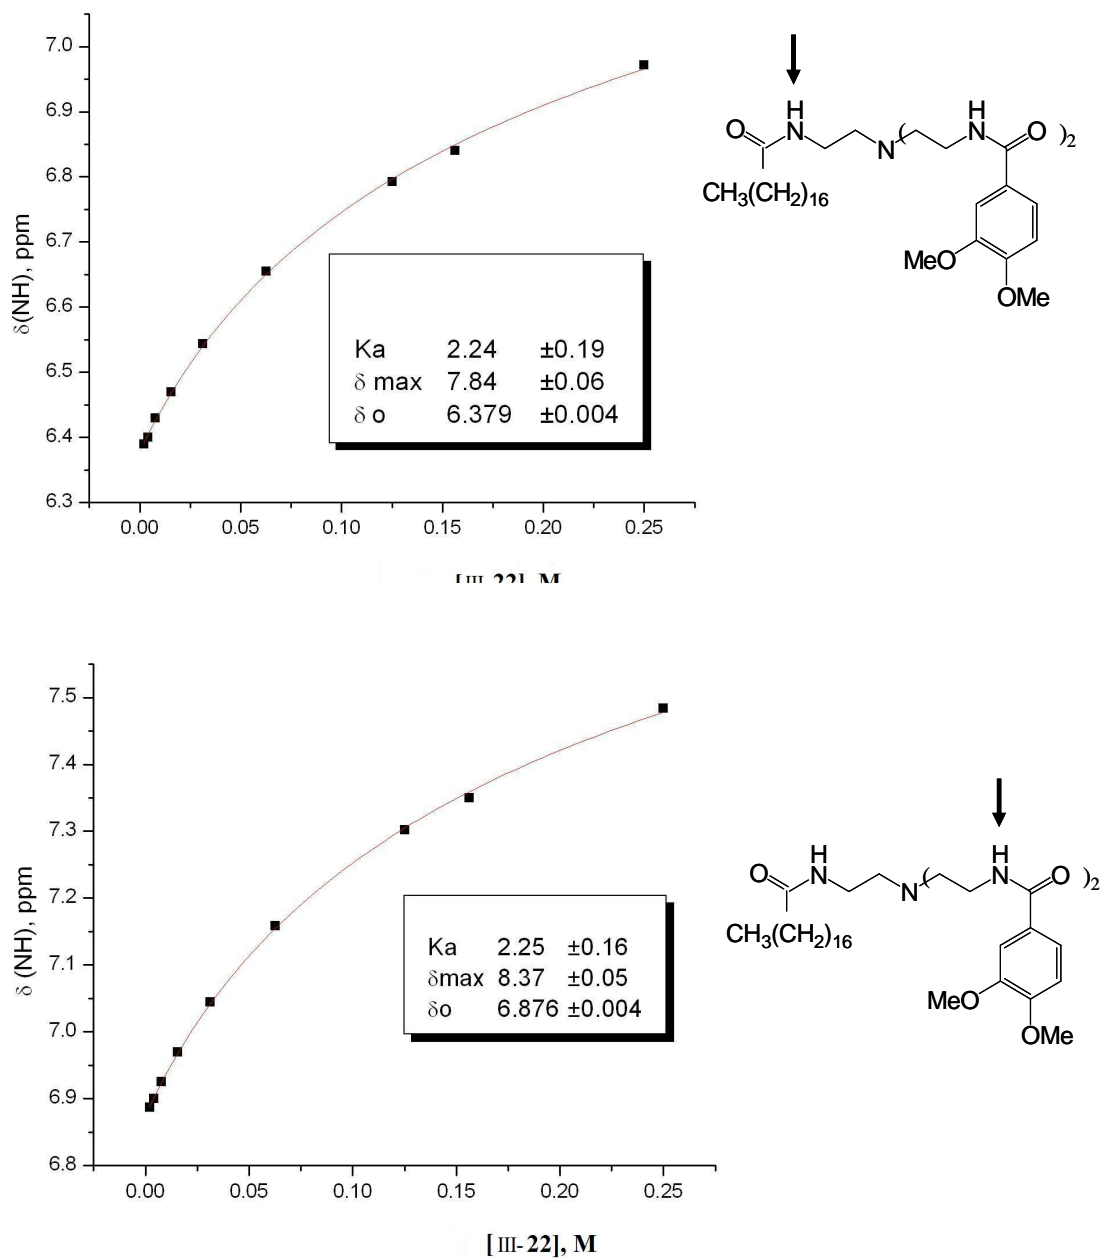 7.0
6.9
6.8
6.7
6.6
6.5
6.4
6.3
δ(NH), ppm
0.00 0.05 0.10 0.15 0.20 0.25
[III-22], M
Ka 2.24 ±0.19
δ max 7.84 ±0.06
δ o 6.379 ±0.004
H H
O N N ( N O )2
CH3(CH2)16
MeO
OMe
7.5
7.4
7.3
7.2
7.1
7.0
6.9
6.8
δ (NH), ppm
0.00 0.05 0.10 0.15 0.20 0.25
[III-22], M
Ka 2.25 ±0.16
δmax 8.37 ±0.05
δo 6.876 ±0.004
H H
O N N ( N O )2
CH3(CH2)16
MeO
OMe